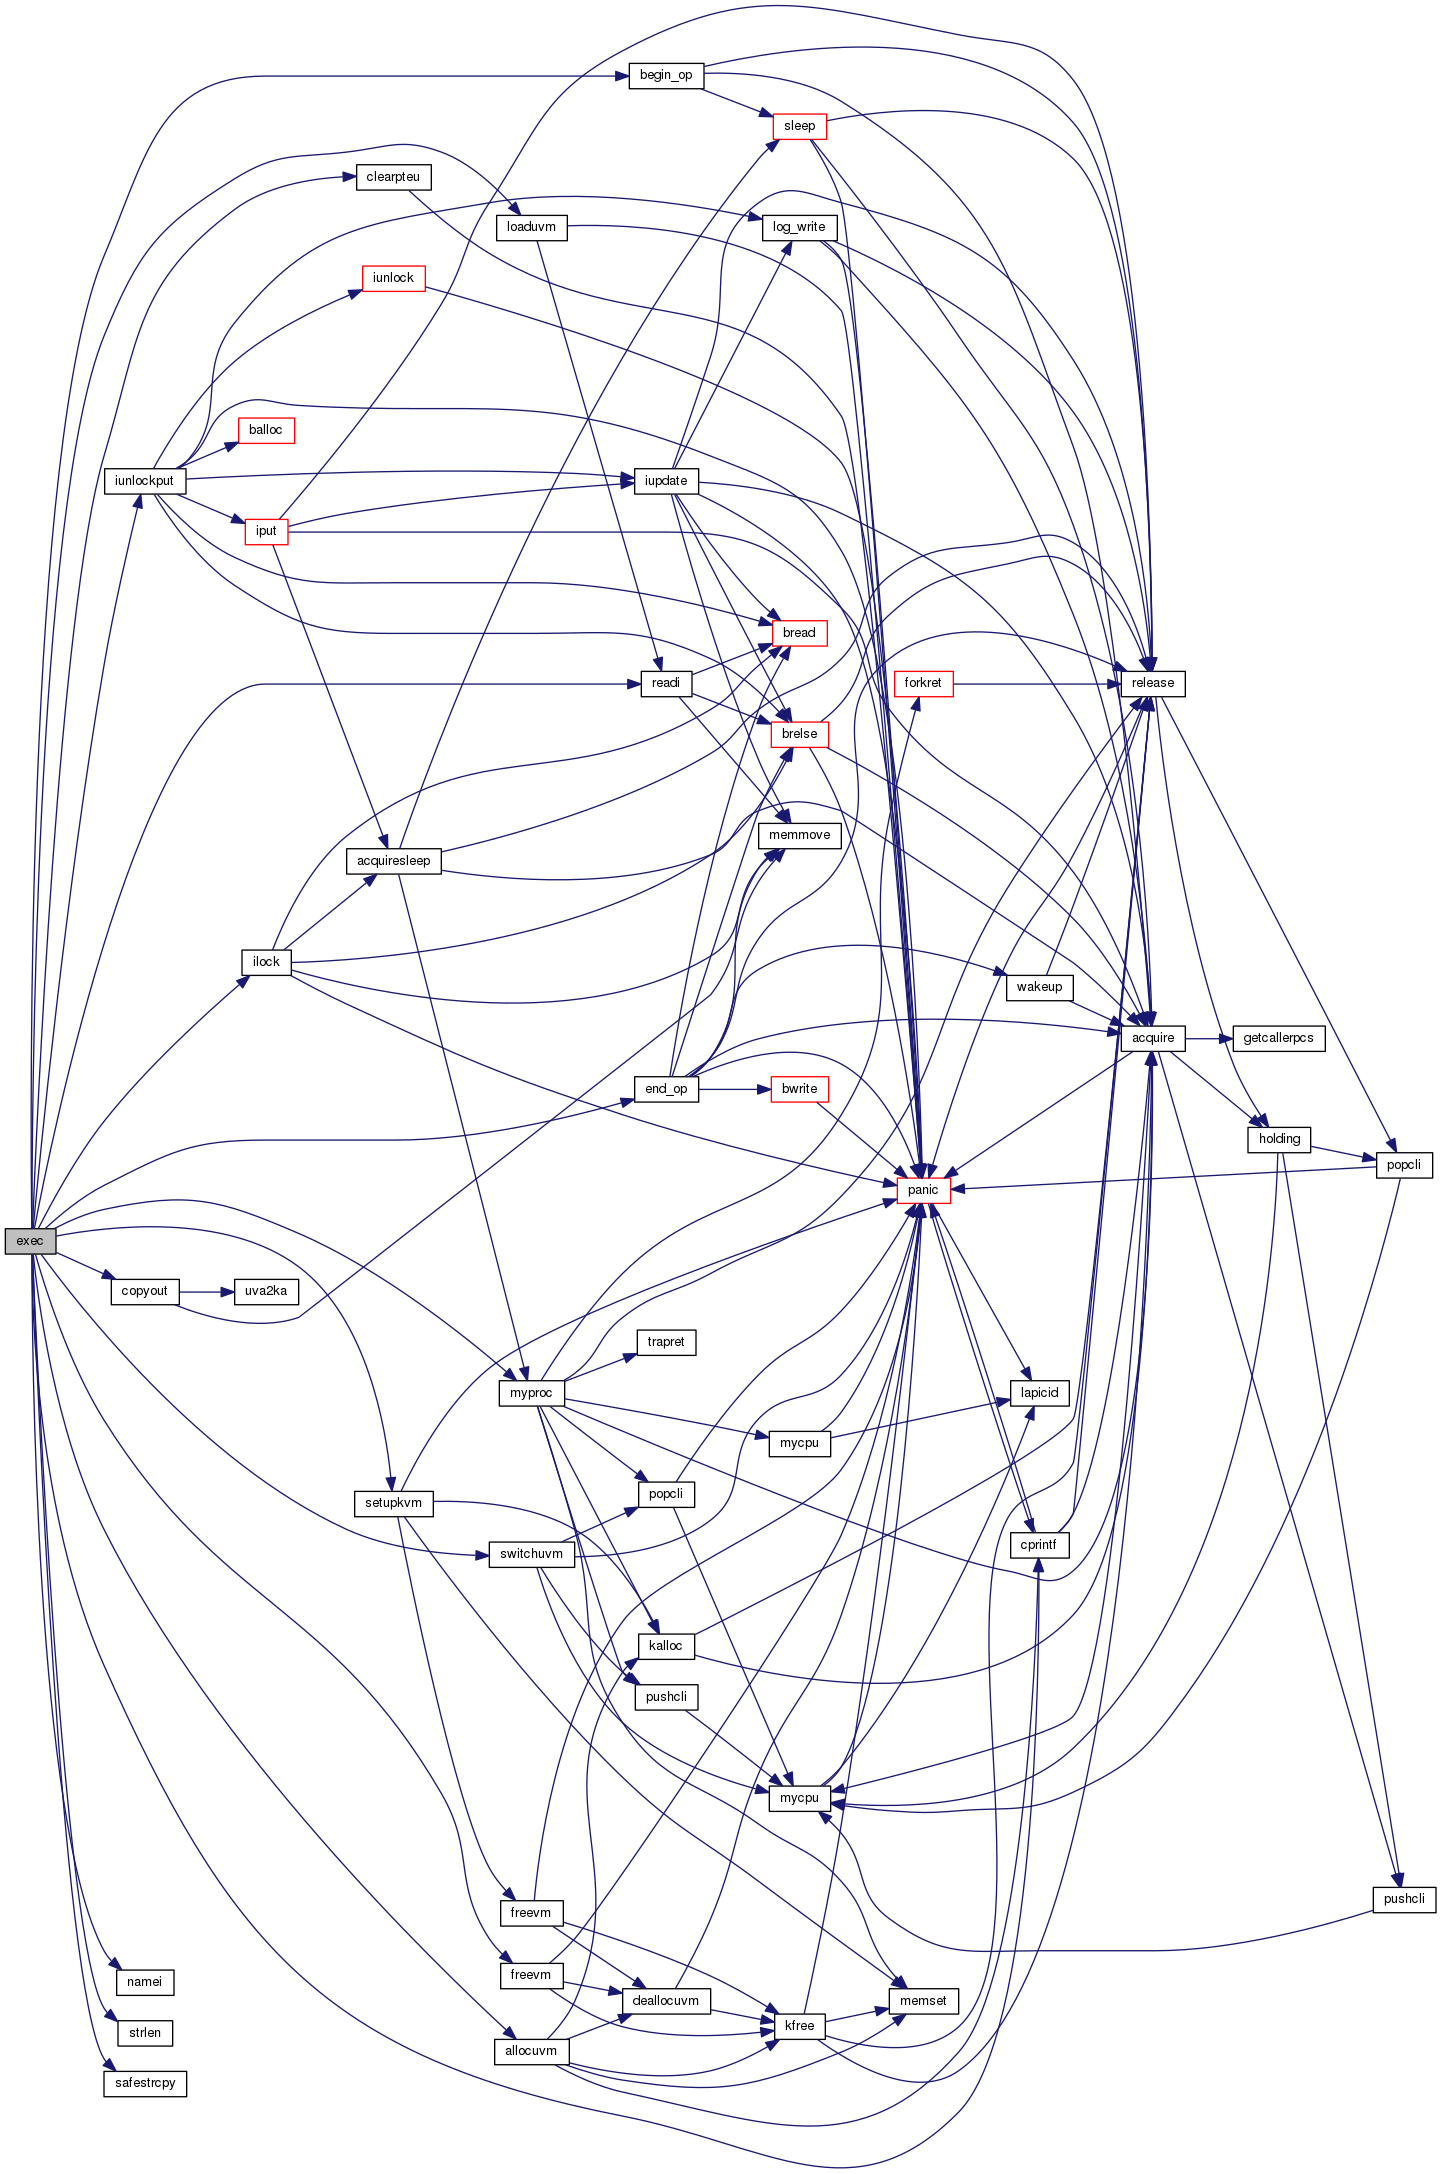 begin_op
sleep
clearpteu
loaduvm
log_write
iunlock
balloc
iunlockput
iupdate
iput
bread
readi
forkret
release
brelse
memmove
acquiresleep
ilock
wakeup
acquire
getcallerpcs
end_op
bwrite
holding
popcli
panic
exec
copyout
uva2ka
trapret
myproc
lapicid
mycpu
popcli
setupkvm
cprintf
switchuvm
kalloc
pushcli
mycpu
pushcli
freevm
namei
freevm
deallocuvm
memset
kfree
strlen
allocuvm
safestrcpy